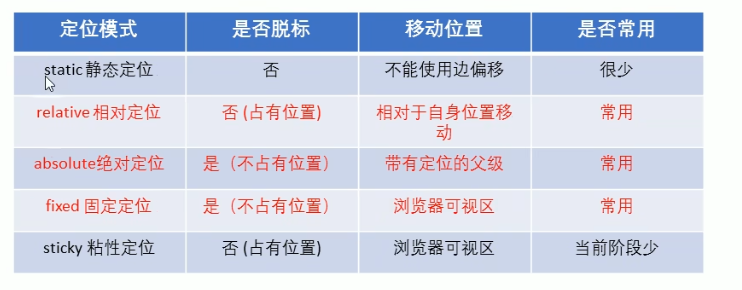 定位模式 是否脱标 移动位置 是否常用
static 静态定位 否 不能使用边偏移 很少
relative 相对定位 否 (占有位置) 相对于自身位置移动 常用
absolute绝对定位 是（不占有位置） 带有定位的父级 常用
fixed 固定定位 是（不占有位置） 浏览器可视区 常用
sticky 粘性定位 否 (占有位置) 浏览器可视区 当前阶段少